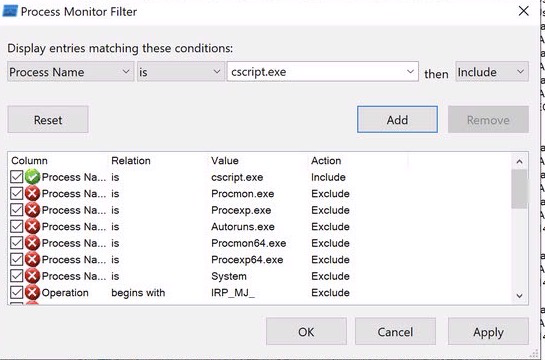 Process Monitor Filter
Display entries matching these conditions:
Process Name is cscript.exe then Include
Reset Add Remove
Column Relation Value Action
Process Na... is cscript.exe Include
Process Na... is Procmon.exe Exclude
Process Na... is Procexp.exe Exclude
Process Na... is Autoruns.exe Exclude
Process Na... is Procmon64.exe Exclude
Process Na... is Procexp64.exe Exclude
Process Na... is System Exclude
Operation begins with IRP_MJ_ Exclude
OK Cancel Apply